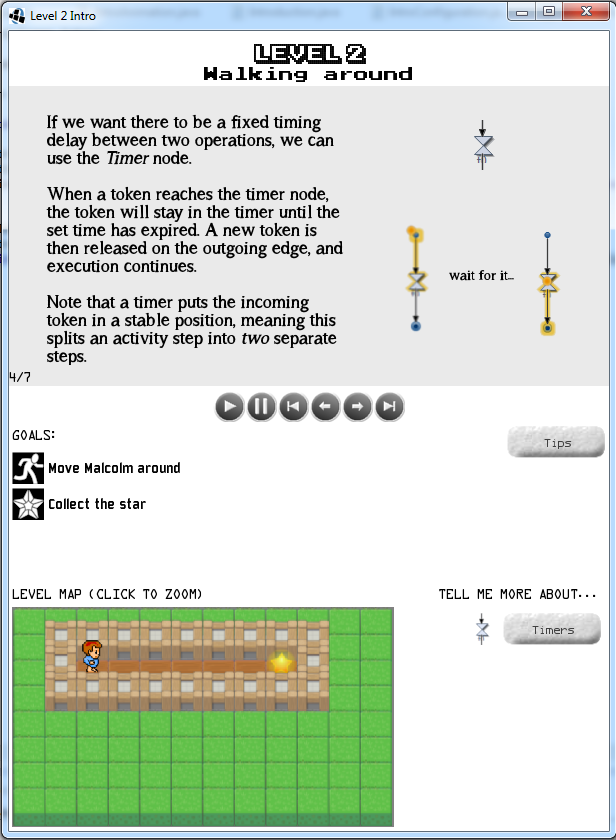 Level 2 Intro
LEVEL 2
Walking around
If we want there to be a fixed timing
delay between two operations, we can
use the Timer node.
When a token reaches the timer node,
the token will stay in the timer until the
set time has expired. A new token is
then released on the outgoing edge, and
execution continues.
wait for it...
Note that a timer puts the incoming
token in a stable position, meaning this
splits an activity step into two separate
steps.
4/7
GOALS:
Tips
Move Malcolm around
Collect the star
LEVEL MAP (CLICK TO ZOOM)
TELL ME MORE ABOUT...
Timers